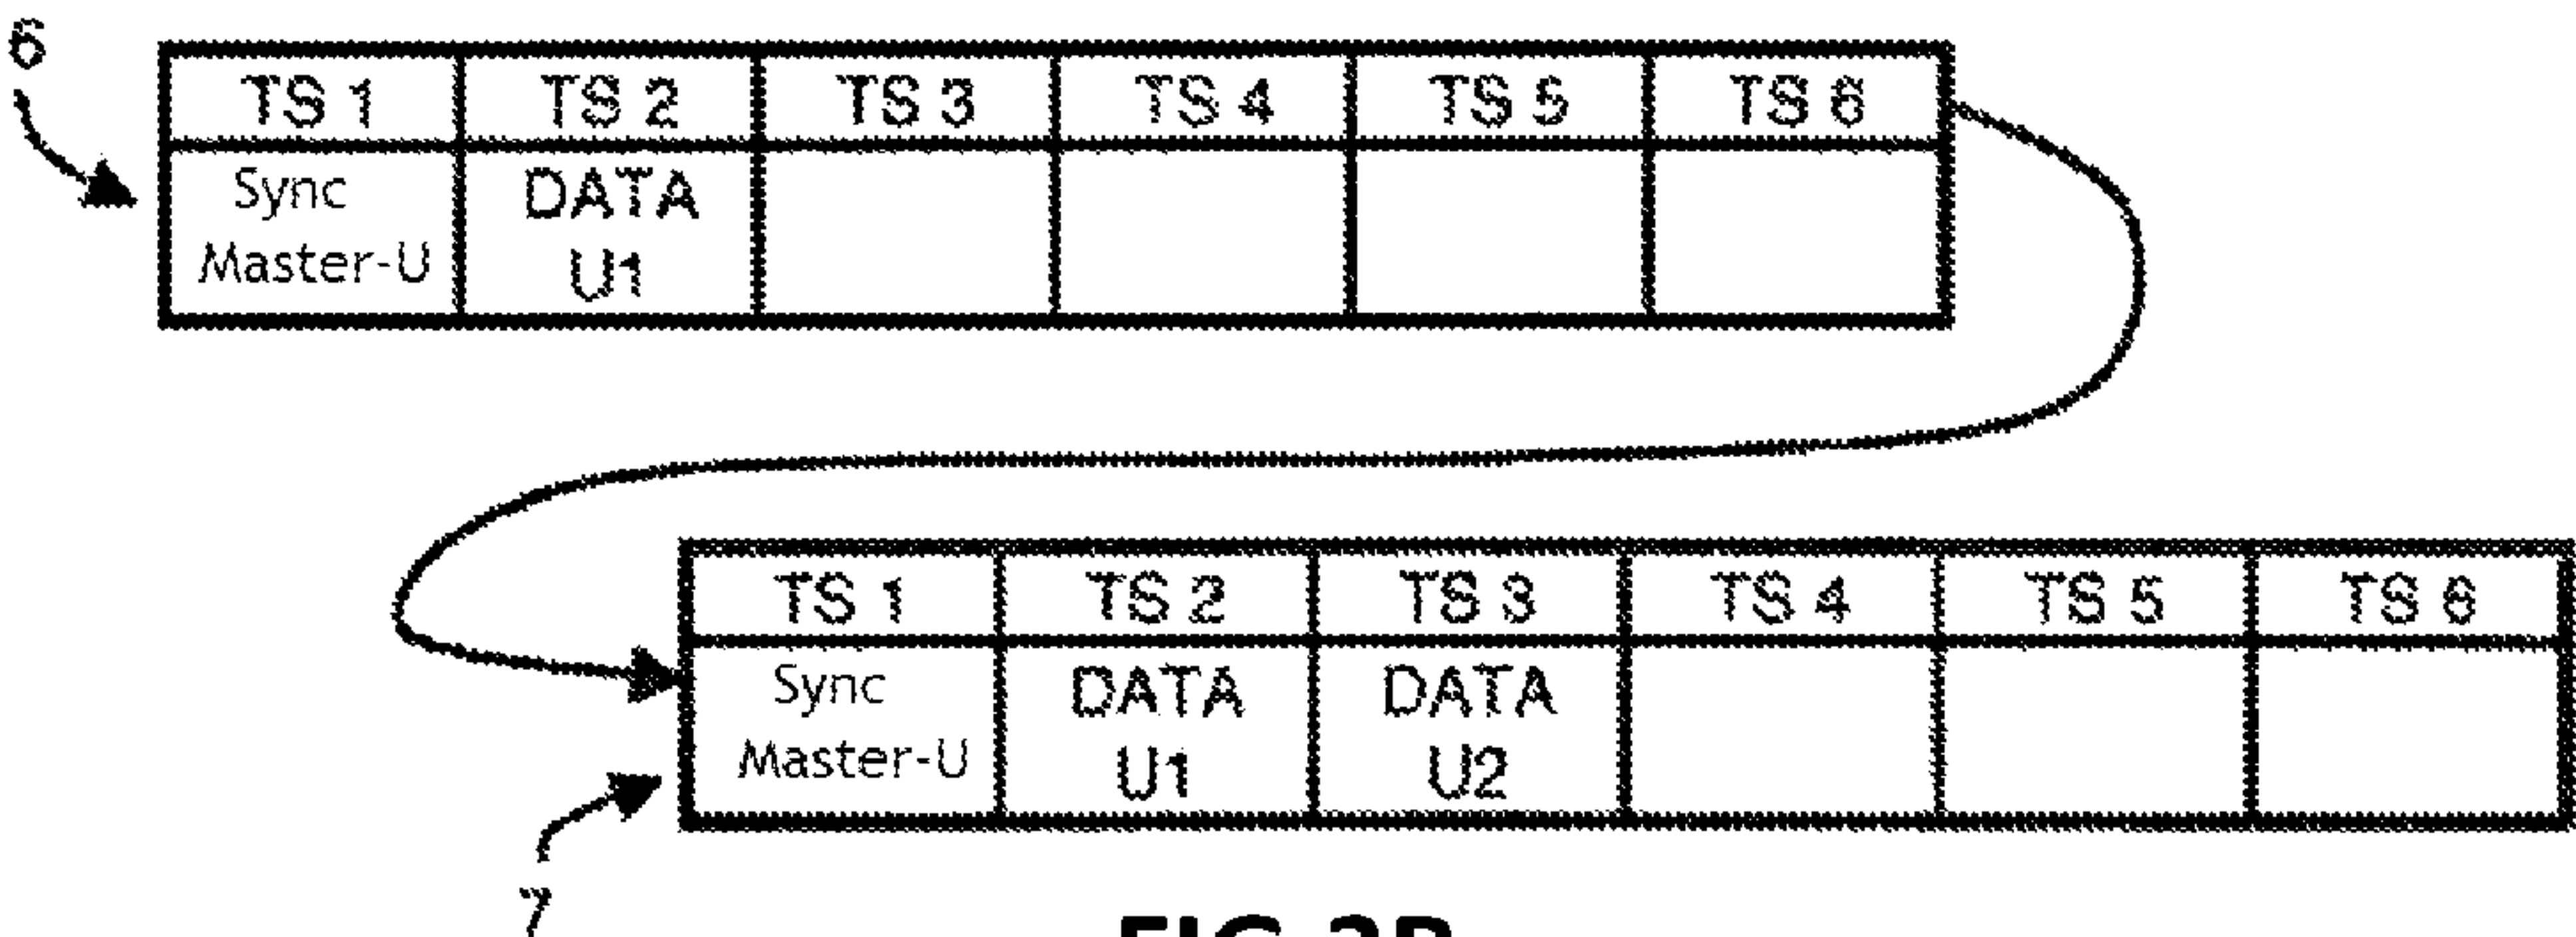 6
TS 1 TS 2 TS 3 TS 4 TS 5 TS 6
Sync DATA
Master-U U1
TS 1 TS 2 TS 3 TS 4 TS 5 TS 6
Sync DATA DATA
Master-U U1 U2
7